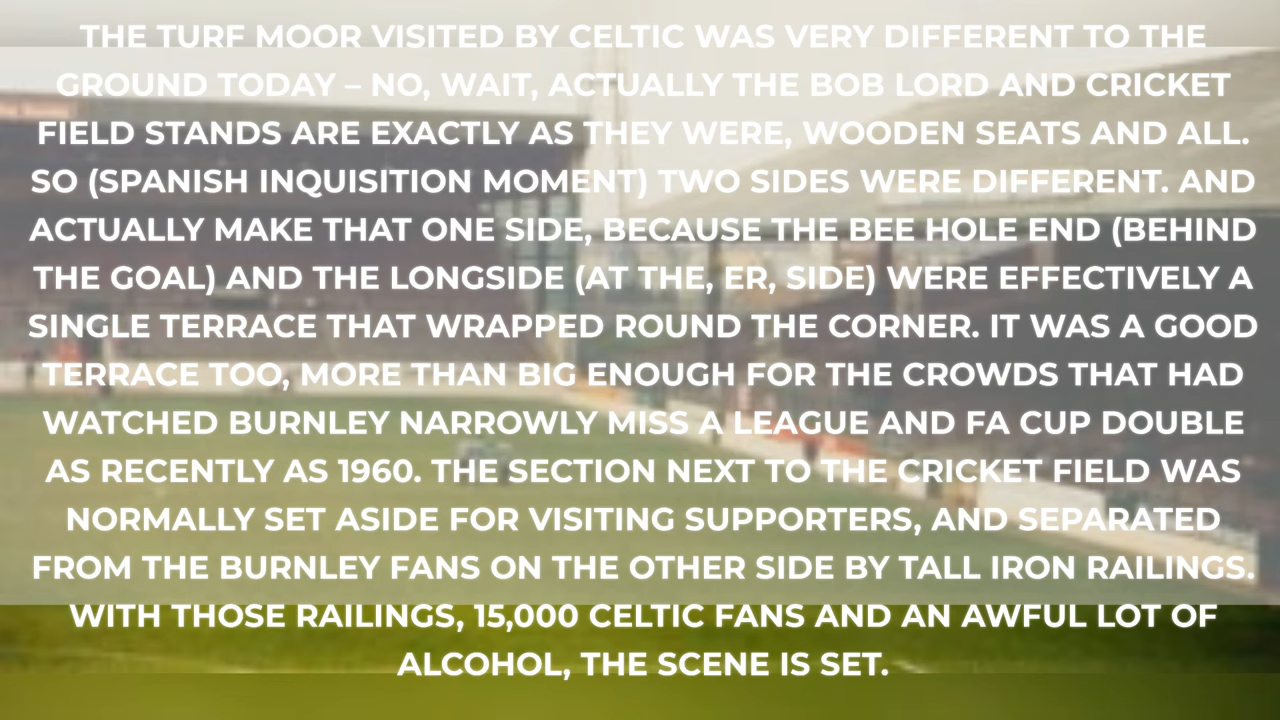 THE TURF MOOR VISITED BY CELTIC WAS VERY DIFFERENT TO THE
GROUND TODAY – NO, WAIT, ACTUALLY THE BOB LORD AND CRICKET
FIELD STANDS ARE EXACTLY AS THEY WERE, WOODEN SEATS AND ALL.
SO (SPANISH INQUISITION MOMENT) TWO SIDES WERE DIFFERENT. AND
ACTUALLY MAKE THAT ONE SIDE, BECAUSE THE BEE HOLE END (BEHIND
THE GOAL) AND THE LONGSIDE (AT THE, ER, SIDE) WERE EFFECTIVELY A
SINGLE TERRACE THAT WRAPPED ROUND THE CORNER. IT WAS A GOOD
TERRACE TOO, MORE THAN BIG ENOUGH FOR THE CROWDS THAT HAD
WATCHED BURNLEY NARROWLY MISS A LEAGUE AND FA CUP DOUBLE
AS RECENTLY AS 1960. THE SECTION NEXT TO THE CRICKET FIELD WAS
NORMALLY SET ASIDE FOR VISITING SUPPORTERS, AND SEPARATED
FROM THE BURNLEY FANS ON THE OTHER SIDE BY TALL IRON RAILINGS.
WITH THOSE RAILINGS, 15,000 CELTIC FANS AND AN AWFUL LOT OF
ALCOHOL, THE SCENE IS SET.